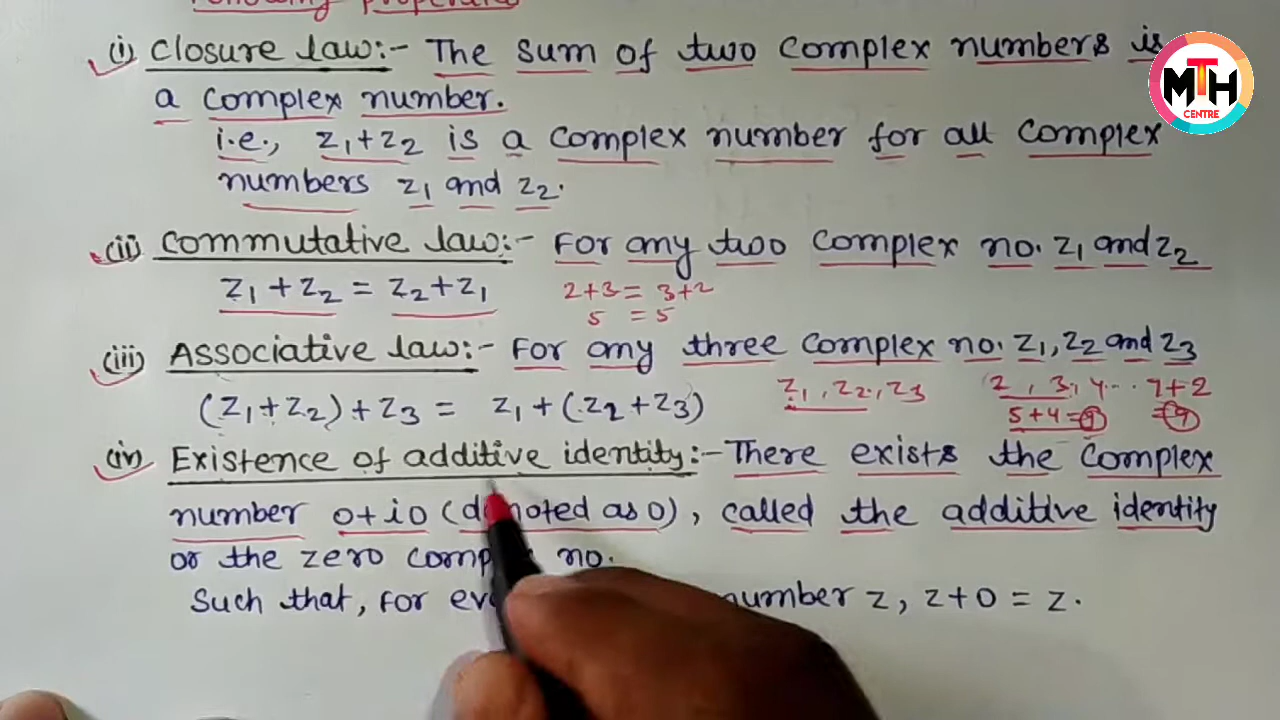 following properties
(i) Closure law:- The sum of two complex numbers is
a complex number.
i.e., z1+z2 is a complex number for all complex
numbers z1 and z2.
(ii) Commutative law:- For any two complex no. z1 and z2
z1+z2 = z2+z1 2+3 = 3+2
5 = 5
(iii) Associative law:- For any three complex no. z1, z2 and z3
(z1+z2)+z3 = z1+(z2+z3) z1, z2, z3 2, 3, 4.. 7+2
5+4=9 =9
(iv) Existence of additive identity:- There exists the complex
number 0+i0 (denoted as 0), called the additive identity
or the zero no.
Such that, for number z, z+0 = z.
MTH
CENTRE